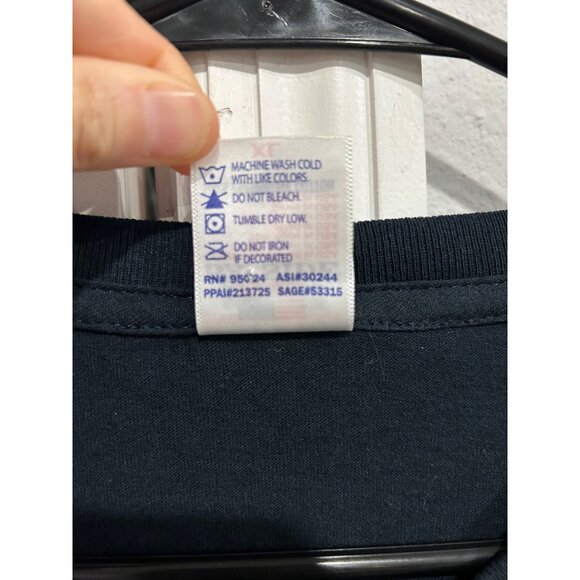 MACHINE WASH COLD
WITH LIKE COLORS.
DO NOT BLEACH.
TUMBLE DRY LOW.
DO NOT IRON
IF DECORATED
RN# ASI#30244
PPAI#213725 SAGE#53315